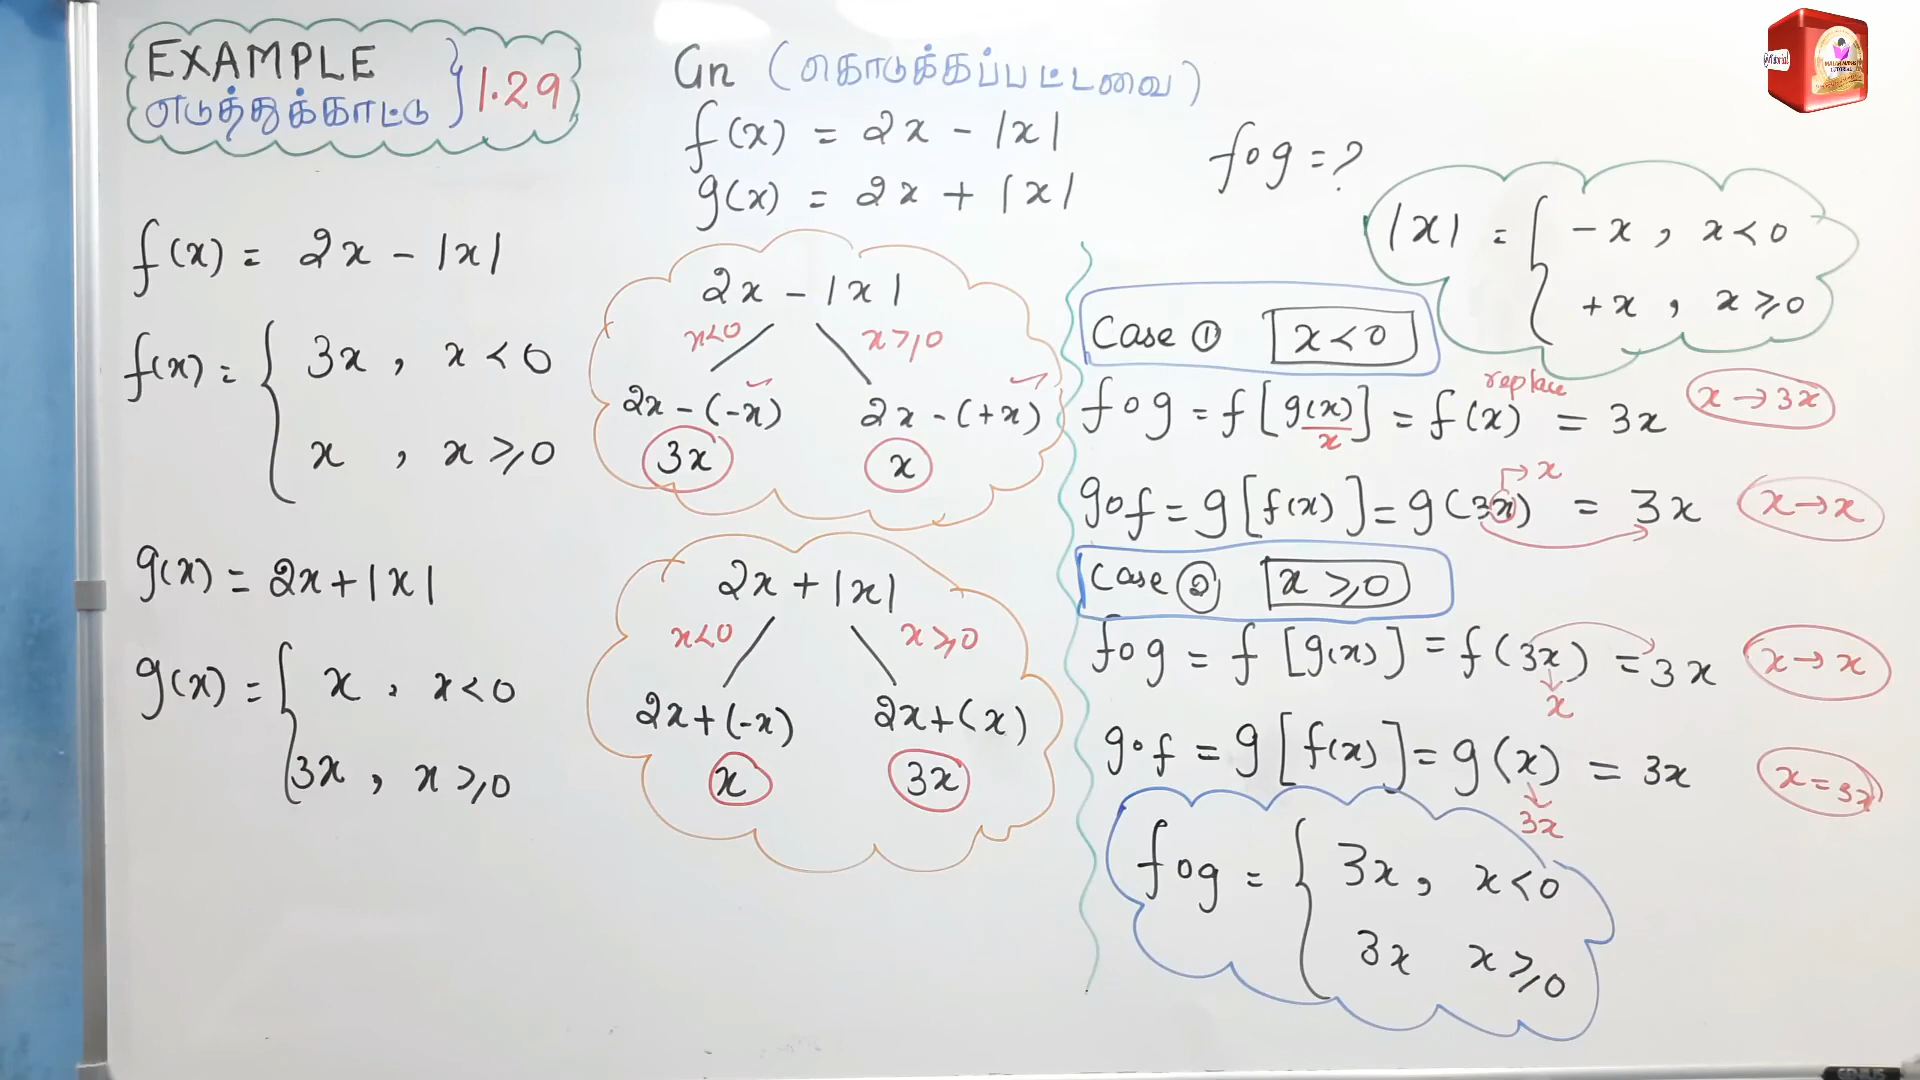 EXAMPLE
எடுத்துக்காட்டு } 1.29
Gn (கொடுக்கப்பட்டவை)
f(x) = 2x - |x|
g(x) = 2x + |x|
fog = ?
|x| = { -x , x < 0
+x , x ≥ 0
f(x) = 2x - |x|
f(x) = { 3x , x < 0
x , x ≥ 0
g(x) = 2x + |x|
g(x) = { x , x < 0
3x , x ≥ 0
2x - |x|
x<0 x≥0
2x - (-x) 2x - (+x)
3x x
2x + |x|
x<0 x≥0
2x + (-x) 2x + (x)
x 3x
Case ① x < 0
replace
fog = f[g(x)] = f(x) = 3x x → 3x
x
→ x
gof = g[f(x)] = g(3x) = 3x x → x
Case ② x ≥ 0
fog = f[g(x)] = f(3x) = 3x x → x
x
gof = g[f(x)] = g(x) = 3x x = 3x
3x
fog = { 3x, x < 0
3x x ≥ 0